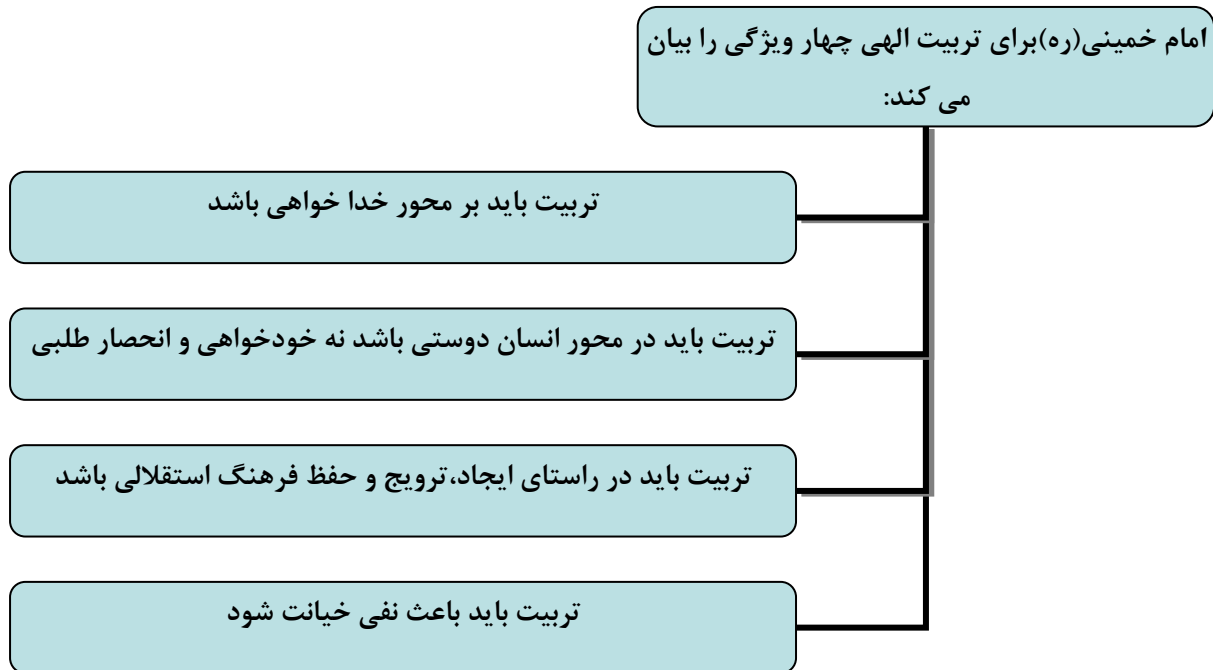 امام خمینی(ره)برای تربیت الهی چهار ویژگی را بیان
می کند:
تربیت باید بر محور خدا خواهی باشد
تربیت باید در محور انسان دوستی باشد نه خودخواهی و انحصار طلبی
تربیت باید در راستای ایجاد،ترویج و حفظ فرهنگ استقلالی باشد
تربیت باید باعث نفی خیانت شود